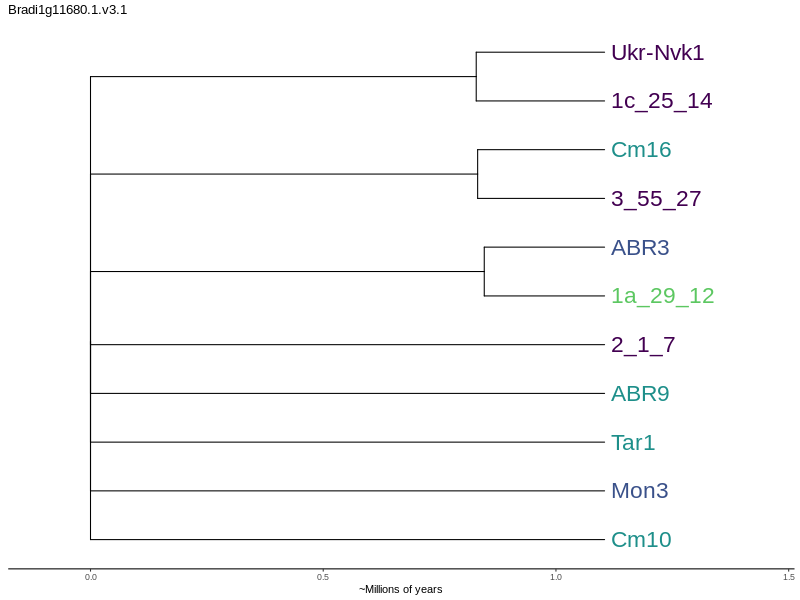 Bradi1g11680.1.v3.1
Ukr-Nvk1
1c_25_14
Cm16
3_55_27
ABR3
1a_29_12
2_1_7
ABR9
Tar1
Mon3
Cm10
0.0 0.5 1.0 1.5
~Millions of years